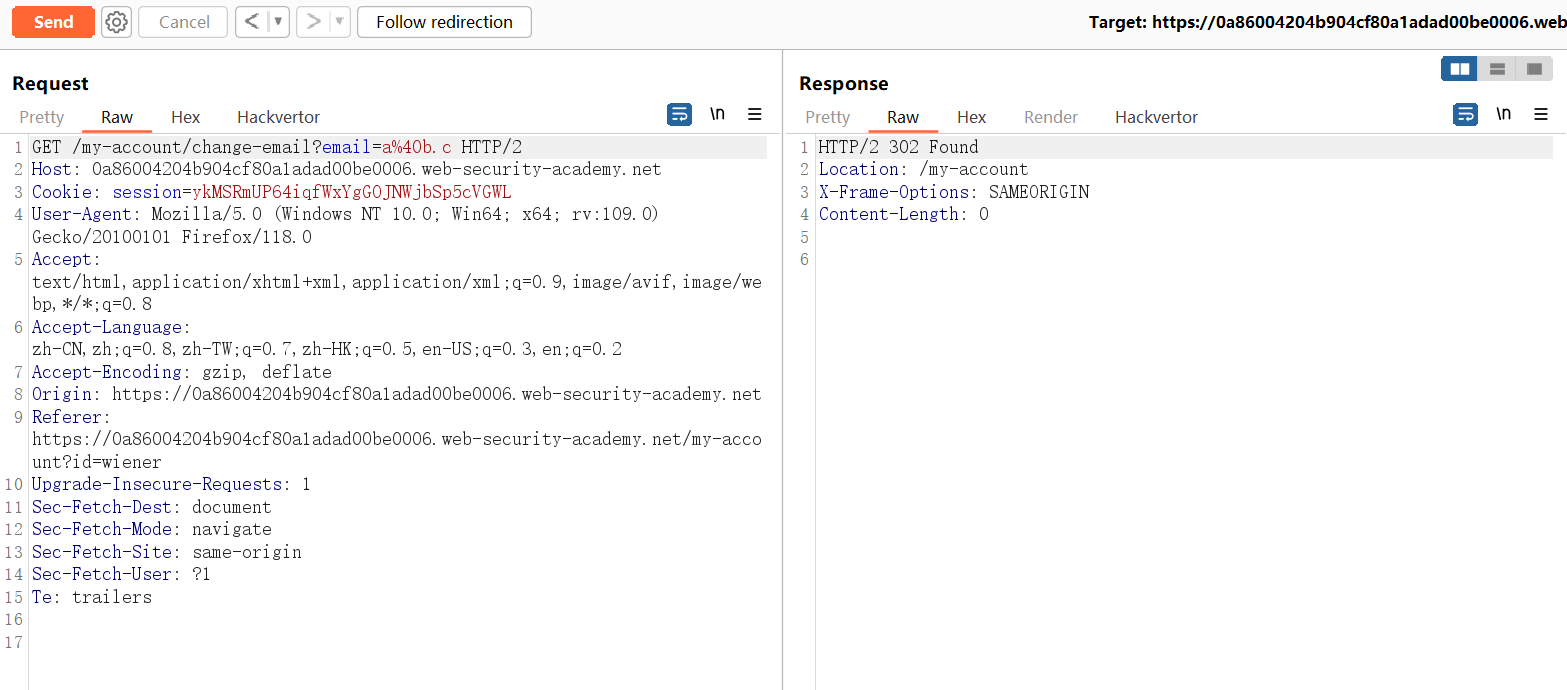 Send
Cancel
<
>
Follow redirection
Target: https://0a86004204b904cf80a1adad00be0006.web
Request
Pretty Raw Hex Hackvertor
\n
1 GET /my-account/change-email?email=a%40b.c HTTP/2
2 Host: 0a86004204b904cf80a1adad00be0006.web-security-academy.net
3 Cookie: session=ykMSRmUP64iqfWxYgG0JNWjbSp5cVGWL
4 User-Agent: Mozilla/5.0 (Windows NT 10.0; Win64; x64; rv:109.0)
Gecko/20100101 Firefox/118.0
5 Accept:
text/html,application/xhtml+xml,application/xml;q=0.9,image/avif,image/we
bp,*/*;q=0.8
6 Accept-Language:
zh-CN,zh;q=0.8,zh-TW;q=0.7,zh-HK;q=0.5,en-US;q=0.3,en;q=0.2
7 Accept-Encoding: gzip, deflate
8 Origin: https://0a86004204b904cf80a1adad00be0006.web-security-academy.net
9 Referer:
https://0a86004204b904cf80a1adad00be0006.web-security-academy.net/my-acco
unt?id=wiener
10 Upgrade-Insecure-Requests: 1
11 Sec-Fetch-Dest: document
12 Sec-Fetch-Mode: navigate
13 Sec-Fetch-Site: same-origin
14 Sec-Fetch-User: ?1
15 Te: trailers
16
17
Response
Pretty Raw Hex Render Hackvertor
\n
1 HTTP/2 302 Found
2 Location: /my-account
3 X-Frame-Options: SAMEORIGIN
4 Content-Length: 0
5
6